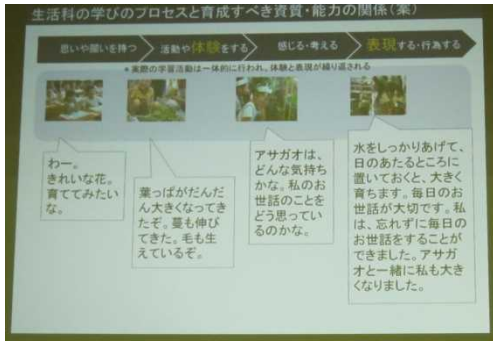 生活科の学びのプロセスと育成すべき資質・能力の関係(案)
思いや願いを持つ
活動や体験をする
感じる・考える
表現する・行為する
*実際の学習活動は一体的に行われ、体験と表現が繰り返される
わー。
きれいな花。
育ててみたい
な。
葉っぱがだんだ
ん大きくなってき
たぞ。蔓も伸び
てきた。毛も生
えているぞ。
アサガオは、
どんな気持ち
かな。私のお
世話のことを
どう思ってい
るのかな。
水をしっかりあげて、
日のあたるところに
置いておくと、大きく
育ちます。毎日のお
世話が大切です。私
は、忘れずに毎日の
お世話をすることが
できました。アサガ
オと一緒に私も大き
くなりました。